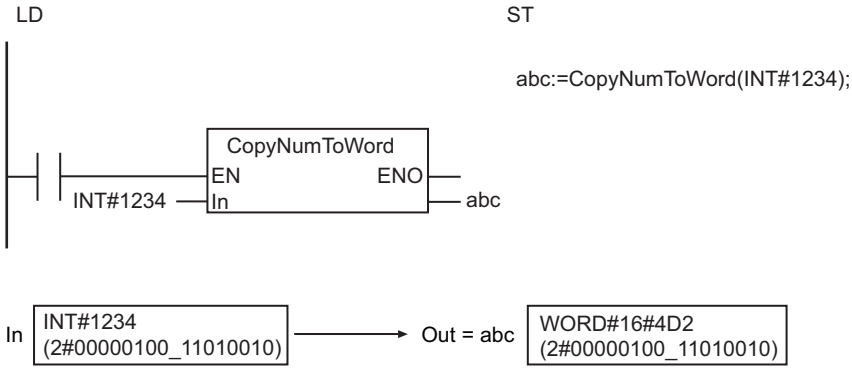 LD
ST
abc:=CopyNumToWord(INT#1234);
CopyNumToWord
EN ENO
INT#1234 In abc
In INT#1234 Out = abc WORD#16#4D2
(2#00000100_11010010) (2#00000100_11010010)